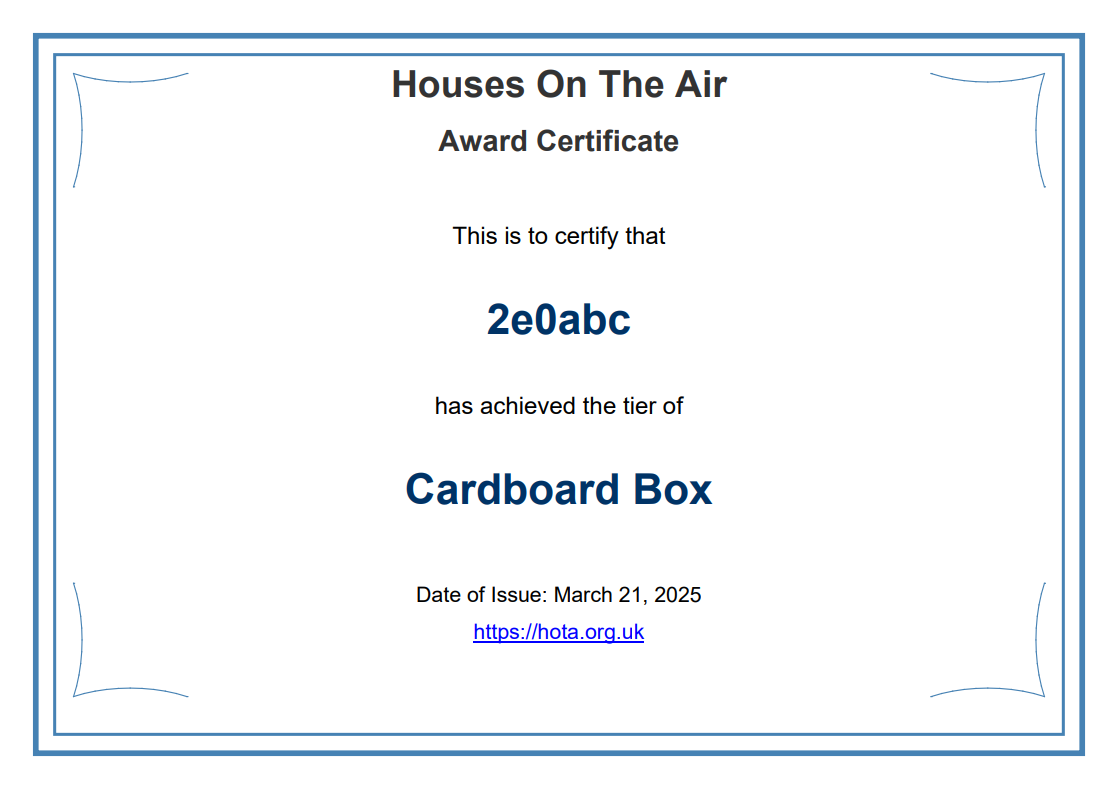 Houses On The Air
Award Certificate
This is to certify that
2e0abc
has achieved the tier of
Cardboard Box
Date of Issue: March 21, 2025
https://hota.org.uk